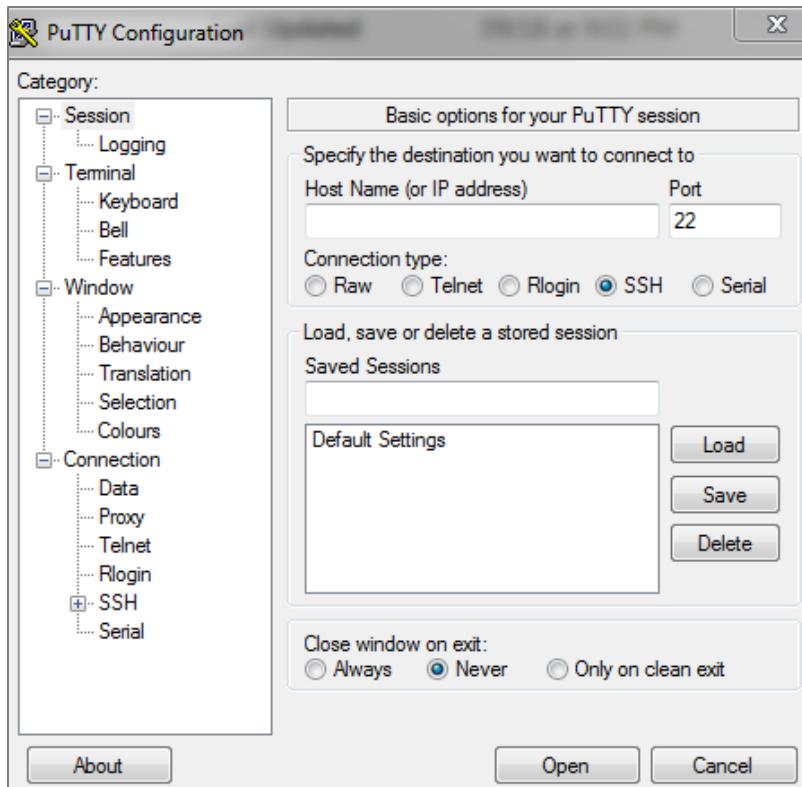 PuTTY Configuration
Category:
Session
Logging
Terminal
Keyboard
Bell
Features
Window
Appearance
Behaviour
Translation
Selection
Colours
Connection
Data
Proxy
Telnet
Rlogin
SSH
Serial
Basic options for your PuTTY session
Specify the destination you want to connect to
Host Name (or IP address) Port
22
Connection type:
Raw Telnet Rlogin SSH Serial
Load, save or delete a stored session
Saved Sessions
Default Settings
Load
Save
Delete
Close window on exit:
Always Never Only on clean exit
About Open Cancel